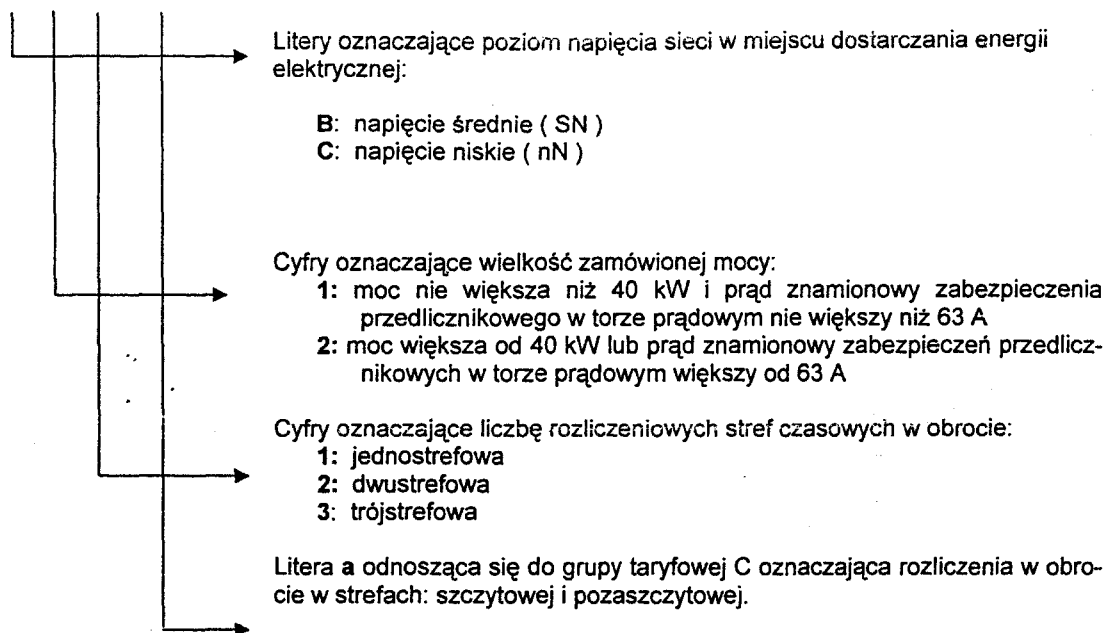 Litery oznaczające poziom napięcia sieci w miejscu dostarczania energii
elektrycznej:
B: napięcie średnie ( SN )
C: napięcie niskie ( nN )
Cyfry oznaczające wielkość zamówionej mocy:
1: moc nie większa niż 40 kW i prąd znamionowy zabezpieczenia
przedlicznikowego w torze prądowym nie większy niż 63 A
2: moc większa od 40 kW lub prąd znamionowy zabezpieczeń przedlicz-
nikowych w torze prądowym większy od 63 A
Cyfry oznaczające liczbę rozliczeniowych stref czasowych w obrocie:
1: jednostrefowa
2: dwustrefowa
3: trójstrefowa
Litera a odnosząca się do grupy taryfowej C oznaczająca rozliczenia w obro-
cie w strefach: szczytowej i pozaszczytowej.